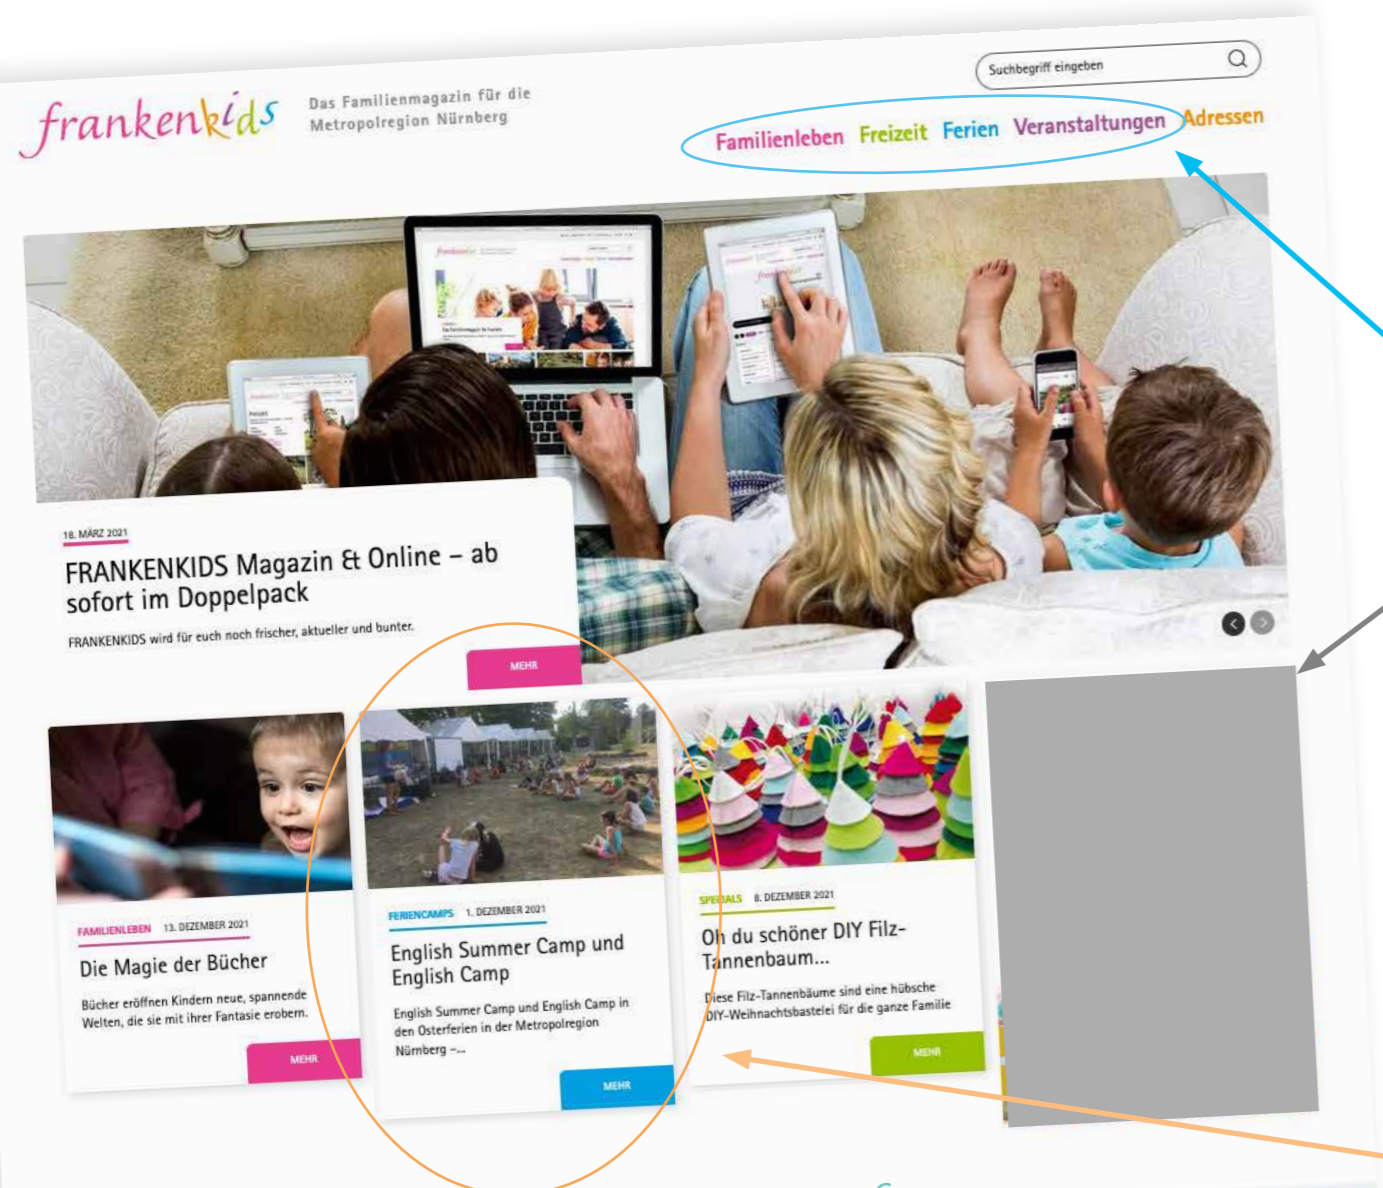 frankenkids
Das Familienmagazin für die
Metropolregion Nürnberg
Suchbegriff eingeben
Familienleben Freizeit Ferien Veranstaltungen Adressen
18. MÄRZ 2021
FRANKENKIDS Magazin & Online – ab
sofort im Doppelpack
FRANKENKIDS wird für euch noch frischer, aktueller und bunter.
MEHR
FAMILIENLEBEN 13. DEZEMBER 2021
Die Magie der Bücher
Bücher eröffnen Kindern neue, spannende
Welten, die sie mit ihrer Fantasie erobern.
MEHR
FERIENCAMPS 1. DEZEMBER 2021
English Summer Camp und
English Camp
English Summer Camp und English Camp in
den Osterferien in der Metropolregion
Nürnberg –...
MEHR
SPECIALS 8. DEZEMBER 2021
Oh du schöner DIY Filz-
Tannenbaum...
Diese Filz-Tannenbäume sind eine hübsche
DIY-Weihnachtsbastelei für die ganze Familie
MEHR